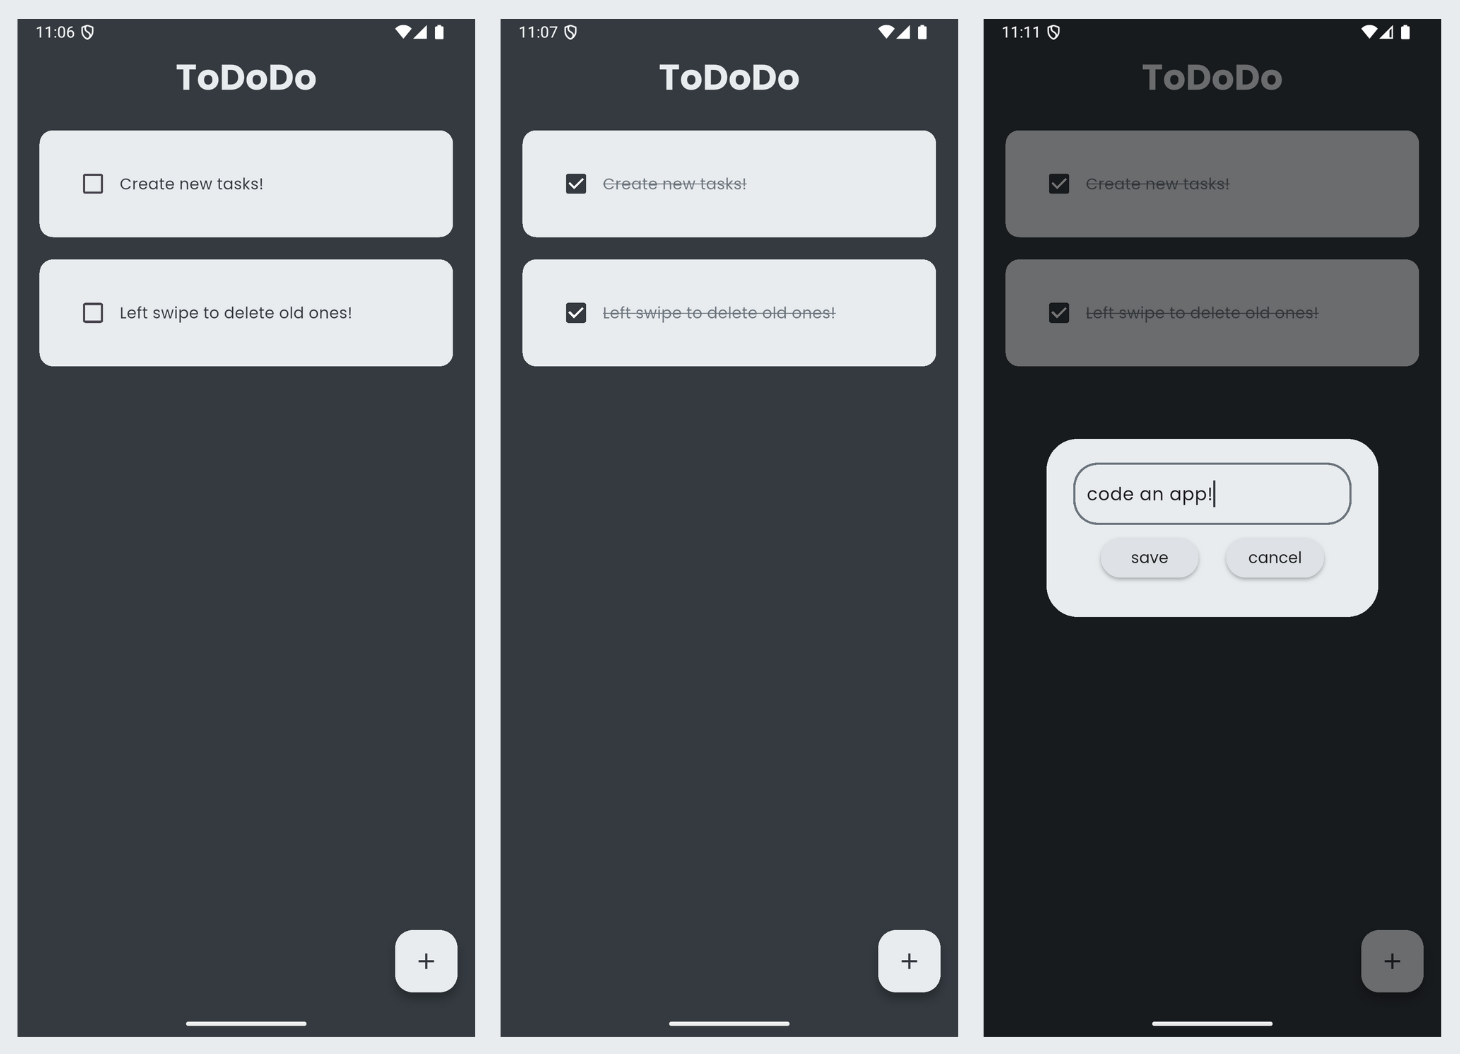 11:06
ToDoDo
Create new tasks!
Left swipe to delete old ones!
+
11:07
ToDoDo
Create new tasks!
Left swipe to delete old ones!
+
11:11
ToDoDo
Create new tasks!
Left swipe to delete old ones!
code an app!
save cancel
+